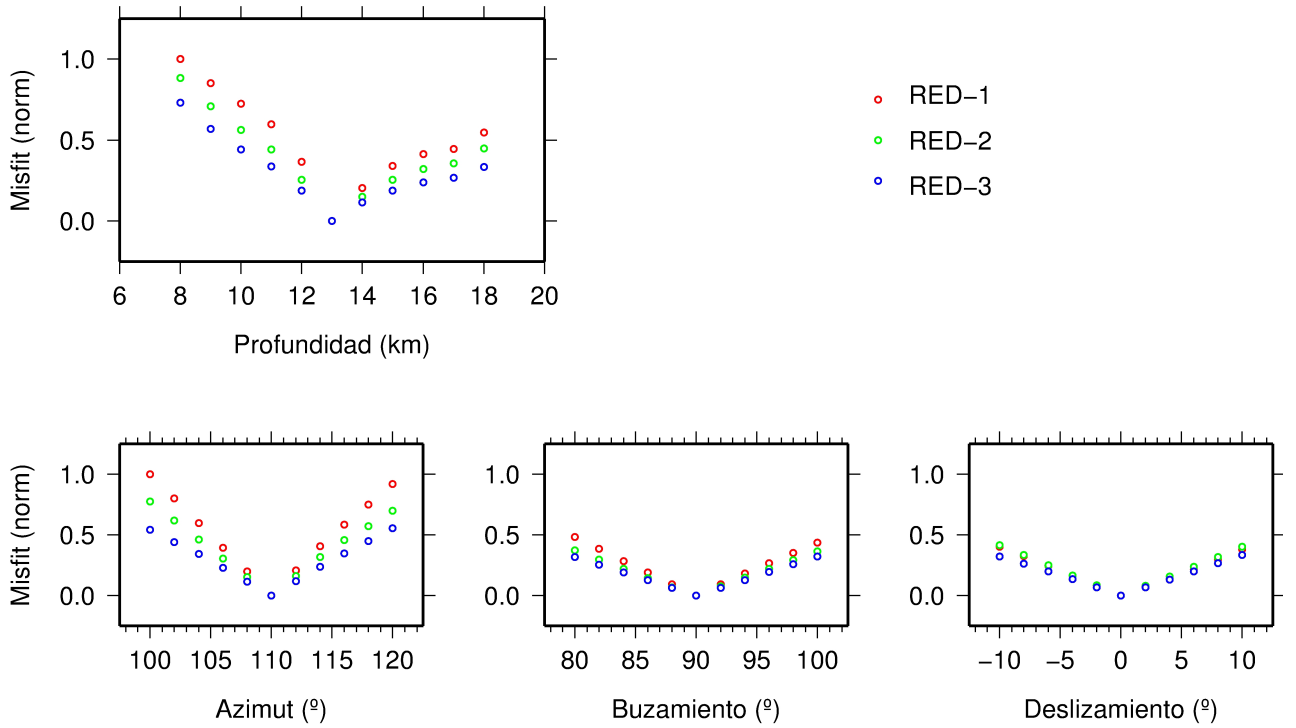 Misfit (norm)
1.0
0.5
0.0
6 8 10 12 14 16 18 20
Profundidad (km)
RED−1
RED−2
RED−3
Misfit (norm)
1.0
0.5
0.0
100 105 110 115 120
Azimut (º)
1.0
0.5
0.0
80 85 90 95 100
Buzamiento (º)
1.0
0.5
0.0
−10 −5 0 5 10
Deslizamiento (º)